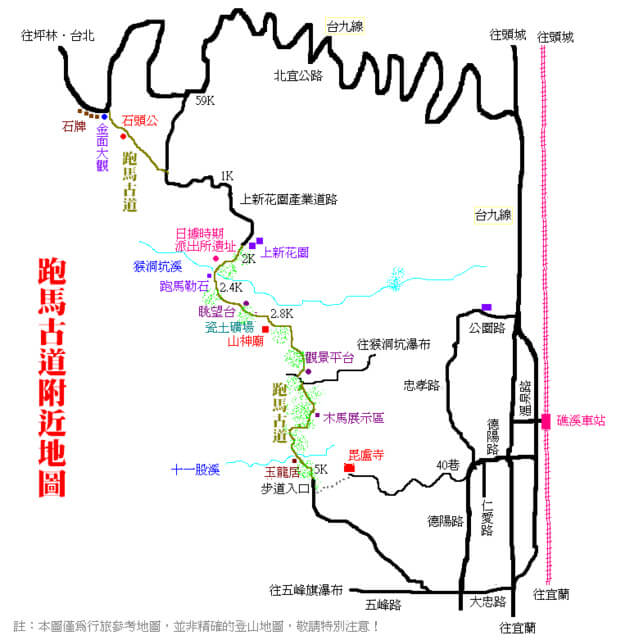 台九線
往坪林·台北
往頭城
往頭城
北宜公路
59K
石牌
金面大觀
石頭公
跑馬古道
1K
上新花園產業道路
台九線
日據時期
派出所遺址
上新花園
2K
猴洞坑溪
跑馬勒石
2.4K
眺望台
2.8K
瓷土礦場
山神廟
公園路
往猴洞坑瀑布
觀景平台
忠孝路
溫泉路
跑馬古道
木馬展示區
德陽路
礁溪車站
跑馬古道附近地圖
十一股溪
玉龍居
5K
毘盧寺
40巷
步道入口
德陽路
仁愛路
往五峰旗瀑布
五峰路
大忠路
往宜蘭
往宜蘭
註：本圖僅為行旅參考地圖，並非精確的登山地圖，敬請特別注意！